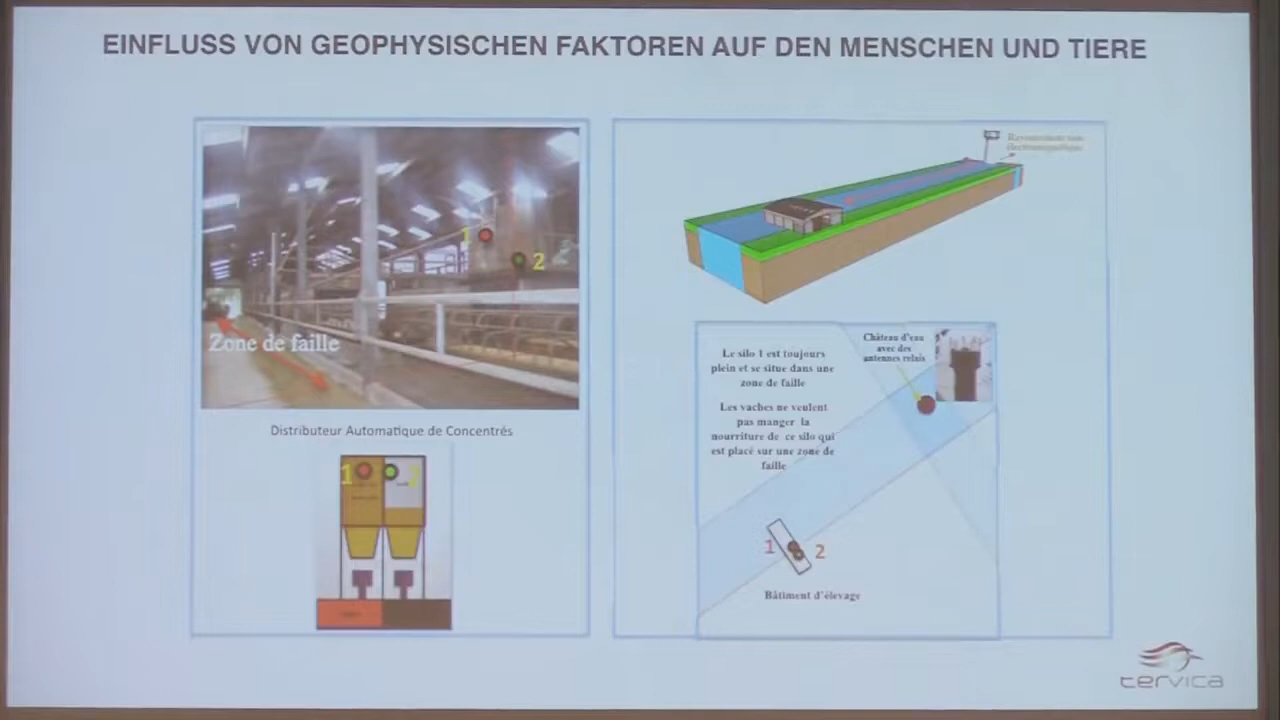 EINFLUSS VON GEOPHYSISCHEN FAKTOREN AUF DEN MENSCHEN UND TIERE
1
2
Zone de faille
Distributeur Automatique de Concentrés
1
2
Château d'eau
avec des
antennes relais
Le silo 1 est toujours
plein et se situe dans une
zone de faille
Les vaches ne veulent
pas manger la
nourriture de ce silo qui
est placé sur une zone de
faille
1
2
Bâtiment d'élevage
tervica